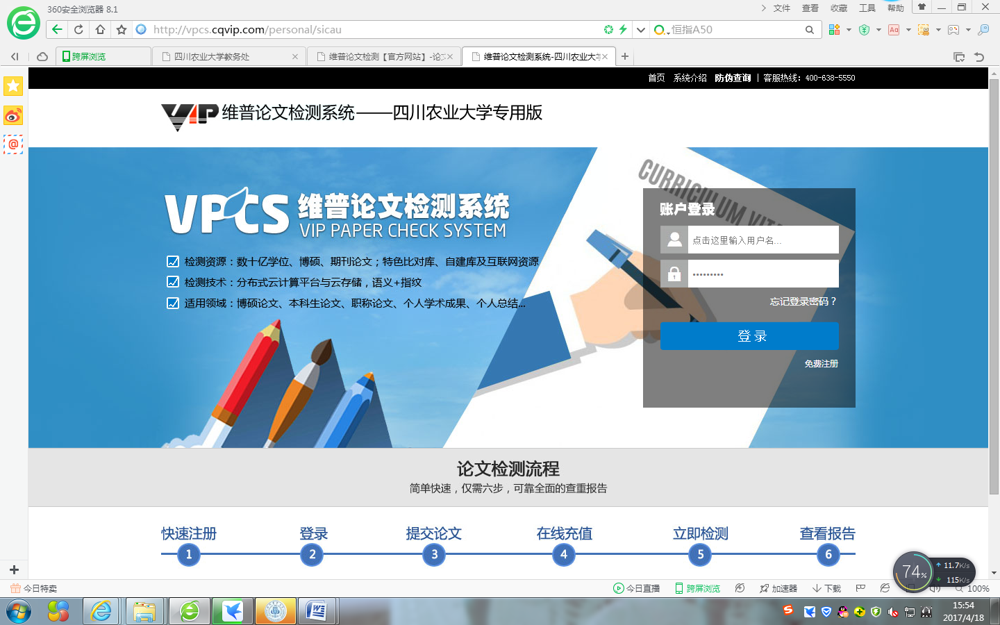 360安全浏览器 8.1
文件 查看 收藏 工具 帮助
http://vpcs.cqvip.com/personal/sicau
恒指A50
跨屏浏览
四川农业大学教务处
维普论文检测【官方网站】-论文
维普论文检测系统-四川农业大学
首页 系统介绍 防伪查询 | 客服热线：400-638-5550
VIP 维普论文检测系统——四川农业大学专用版
CURRICULUM VITAE
VPCS 维普论文检测系统
VIP PAPER CHECK SYSTEM
检测资源：数十亿学位、博硕、期刊论文；特色比对库、自建库及互联网资源
检测技术：分布式云计算平台与云存储，语义+指纹
适用领域：博硕论文、本科生论文、职称论文、个人学术成果、个人总结...
账户登录
点击这里输入用户名...
忘记登录密码？
登 录
免费注册
论文检测流程
简单快速，仅需六步，可靠全面的查重报告
快速注册 登录 提交论文 在线充值 立即检测 查看报告
1 2 3 4 5 6
74%
11.7K/s
115K/s
今日特卖
今日直播 跨屏浏览 加速器 下载 100%
15:54
2017/4/18